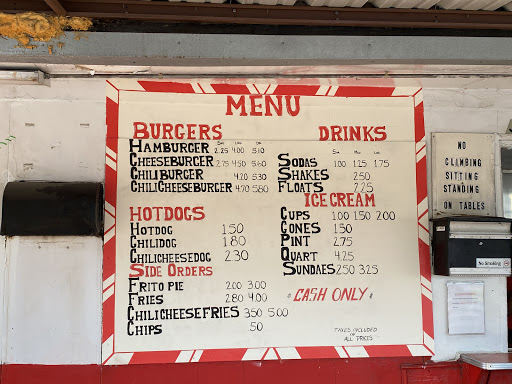 MENU
BURGERS
HAMBURGER 2.25 4.00 5.10
CHEESEBURGER 2.75 4.50 5.60
CHILIBURGER 4.20 5.30
CHILICHEESEBURGER 4.70 5.80
HOTDOGS
HOTDOG 1.50
CHILIDOG 1.80
CHILICHEESEDOG 2.30
SIDE ORDERS
FRITO PIE 2.00 3.00
FRIES 2.80 4.00
CHILICHEESEFRIES 3.50 5.00
CHIPS 50
DRINKS
SODAS 1.00 1.25 1.75
SHAKES 2.50
FLOATS 2.25
ICE CREAM
CUPS 1.00 1.50 2.00
CONES 1.50
PINT 2.75
QUART 4.25
SUNDAES 2.50 3.25
CASH ONLY
TAXES INCLUDED
IN
ALL PRICES
NO
CLIMBING
SITTING
STANDING
ON TABLES
No Smoking